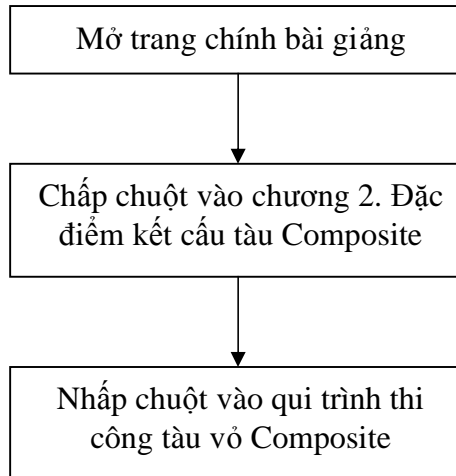 Mở trang chính bài giảng
Chấp chuột vào chương 2. Đặc
điểm kết cấu tàu Composite
Nhấp chuột vào qui trình thi
công tàu vỏ Composite